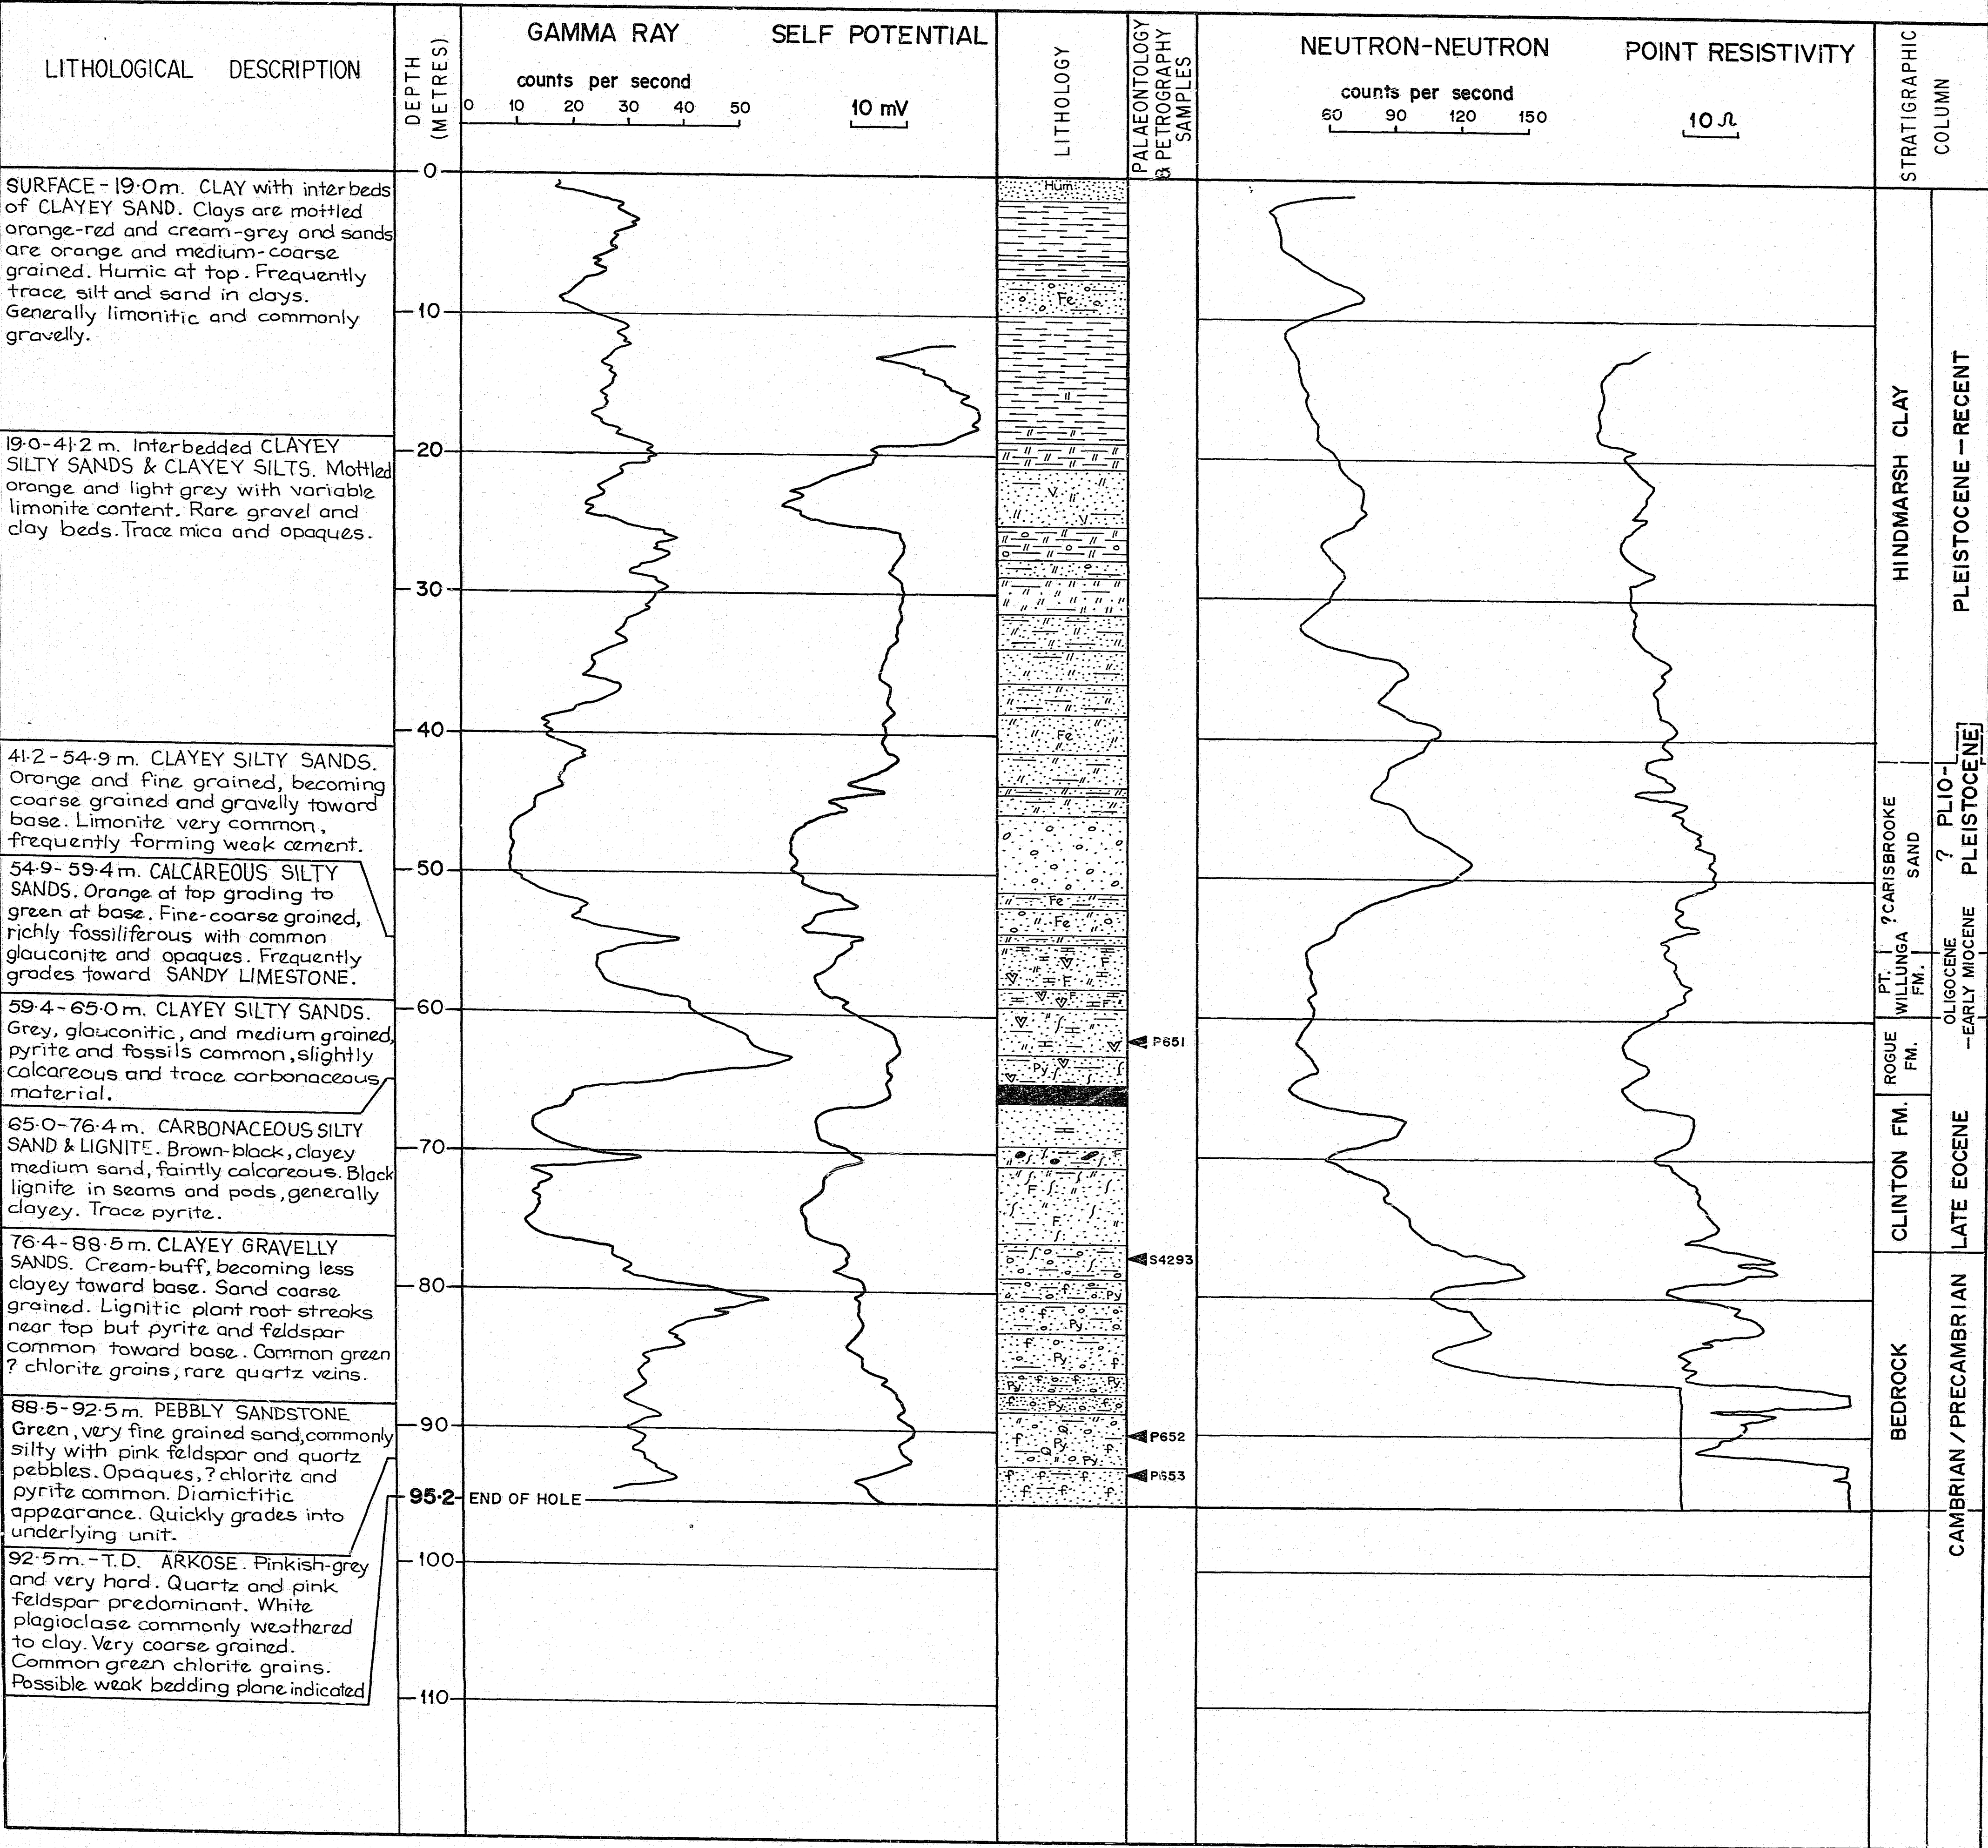 LITHOLOGICAL DESCRIPTION
DEPTH
(METRES)
GAMMA RAY
counts per second
0 10 20 30 40 50
SELF POTENTIAL
10 mV
LITHOLOGY
PALAEONTOLOGY
& PETROGRAPHY
SAMPLES
NEUTRON-NEUTRON
counts per second
60 90 120 150
POINT RESISTIVITY
10 Ω
STRATIGRAPHIC
COLUMN
SURFACE-19·0m. CLAY with interbeds
of CLAYEY SAND. Clays are mottled
orange-red and cream-grey and sands
are orange and medium-coarse
grained. Humic at top. Frequently
trace silt and sand in clays.
Generally limonitic and commonly
gravelly.
19·0-41·2 m. Interbedded CLAYEY
SILTY SANDS & CLAYEY SILTS. Mottled
orange and light grey with variable
limonite content. Rare gravel and
clay beds. Trace mica and opaques.
41·2-54·9 m. CLAYEY SILTY SANDS.
Orange and fine grained, becoming
coarse grained and gravelly toward
base. Limonite very common,
frequently forming weak cement.
54·9-59·4 m. CALCAREOUS SILTY
SANDS. Orange at top grading to
green at base. Fine-coarse grained,
richly fossiliferous with common
glauconite and opaques. Frequently
grades toward SANDY LIMESTONE.
59·4-65·0 m. CLAYEY SILTY SANDS.
Grey, glauconitic, and medium grained,
pyrite and fossils common, slightly
calcareous and trace carbonaceous
material.
65·0-76·4 m. CARBONACEOUS SILTY
SAND & LIGNITE. Brown-black, clayey
medium sand, faintly calcareous. Black
lignite in seams and pods, generally
clayey. Trace pyrite.
76·4-88·5 m. CLAYEY GRAVELLY
SANDS. Cream-buff, becoming less
clayey toward base. Sand coarse
grained. Lignitic plant root streaks
near top but pyrite and feldspar
common toward base. Common green
? chlorite grains, rare quartz veins.
88·5-92·5 m. PEBBLY SANDSTONE
Green, very fine grained sand, commonly
silty with pink feldspar and quartz
pebbles. Opaques, ? chlorite and
pyrite common. Diamictitic
appearance. Quickly grades into
underlying unit.
92·5 m.-T.D. ARKOSE. Pinkish-grey
and very hard. Quartz and pink
feldspar predominant. White
plagioclase commonly weathered
to clay. Very coarse grained.
Common green chlorite grains.
Possible weak bedding plane indicated
0
10
20
30
40
50
60
70
80
90
95·2
END OF HOLE
100
110
Hum
Fe
Fe
Fe
Fe
F
F
F
F
Py
F
F
F
Py
Py
Py
Py
Py
Py
Q
Py
Q
Py
P651
S4293
P652
P653
HINDMARSH CLAY
?CARISBROOKE
SAND
PT.
WILLUNGA
FM.
ROGUE
FM.
CLINTON FM.
BEDROCK
PLEISTOCENE-RECENT
? PLIO-
PLEISTOCENE
OLIGOCENE
-EARLY MIOCENE
LATE EOCENE
CAMBRIAN/PRECAMBRIAN